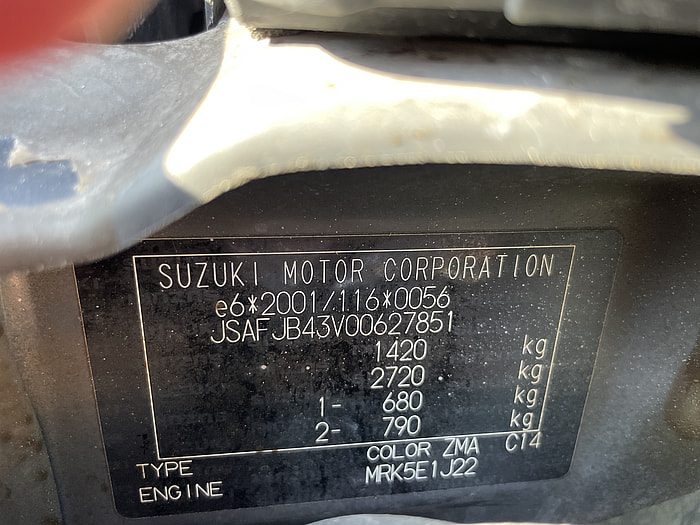 SUZUKI MOTOR CORPORATION
e6*2001/116*0056
JSAFJB43V00627851
1420 kg
2720 kg
1- 680 kg
2- 790 kg
TYPE COLOR ZMA C14
ENGINE MRK5E1J22